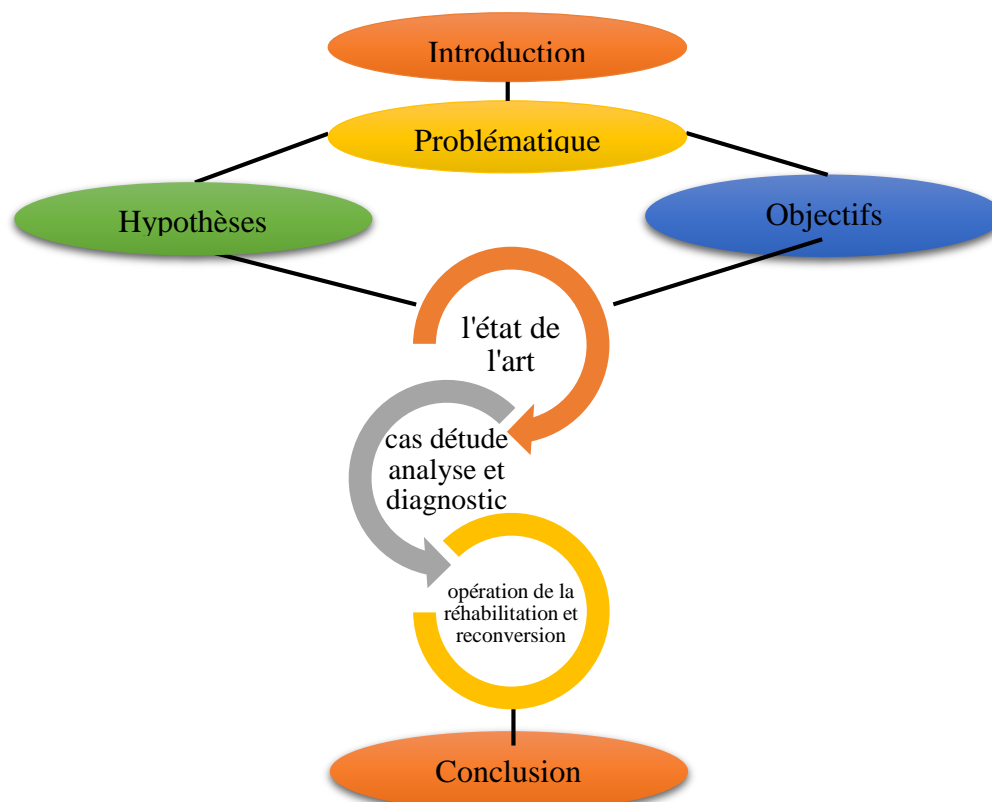 Introduction
Problématique
Hypothèses
Objectifs
l'état de
l'art
cas détude
analyse et
diagnostic
opération de la
réhabilitation et
reconversion
Conclusion